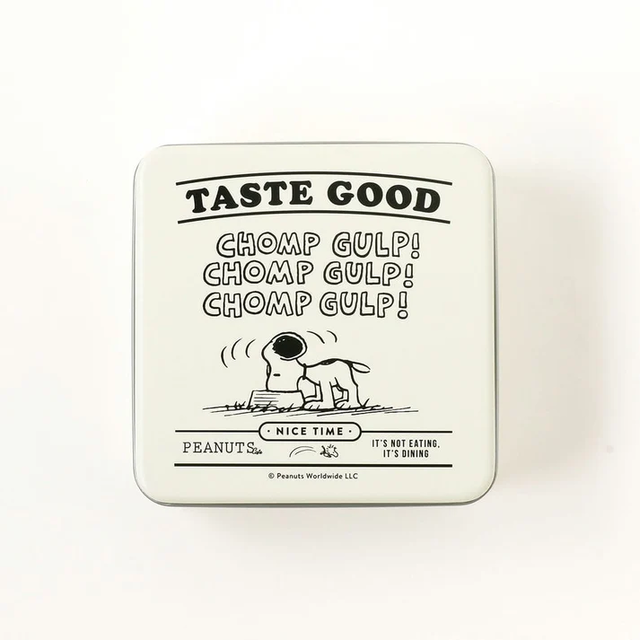 TASTE GOOD
CHOMP GULP!
CHOMP GULP!
CHOMP GULP!
· NICE TIME ·
PEANUTS Cafe
IT'S NOT EATING,
IT'S DINING
© Peanuts Worldwide LLC